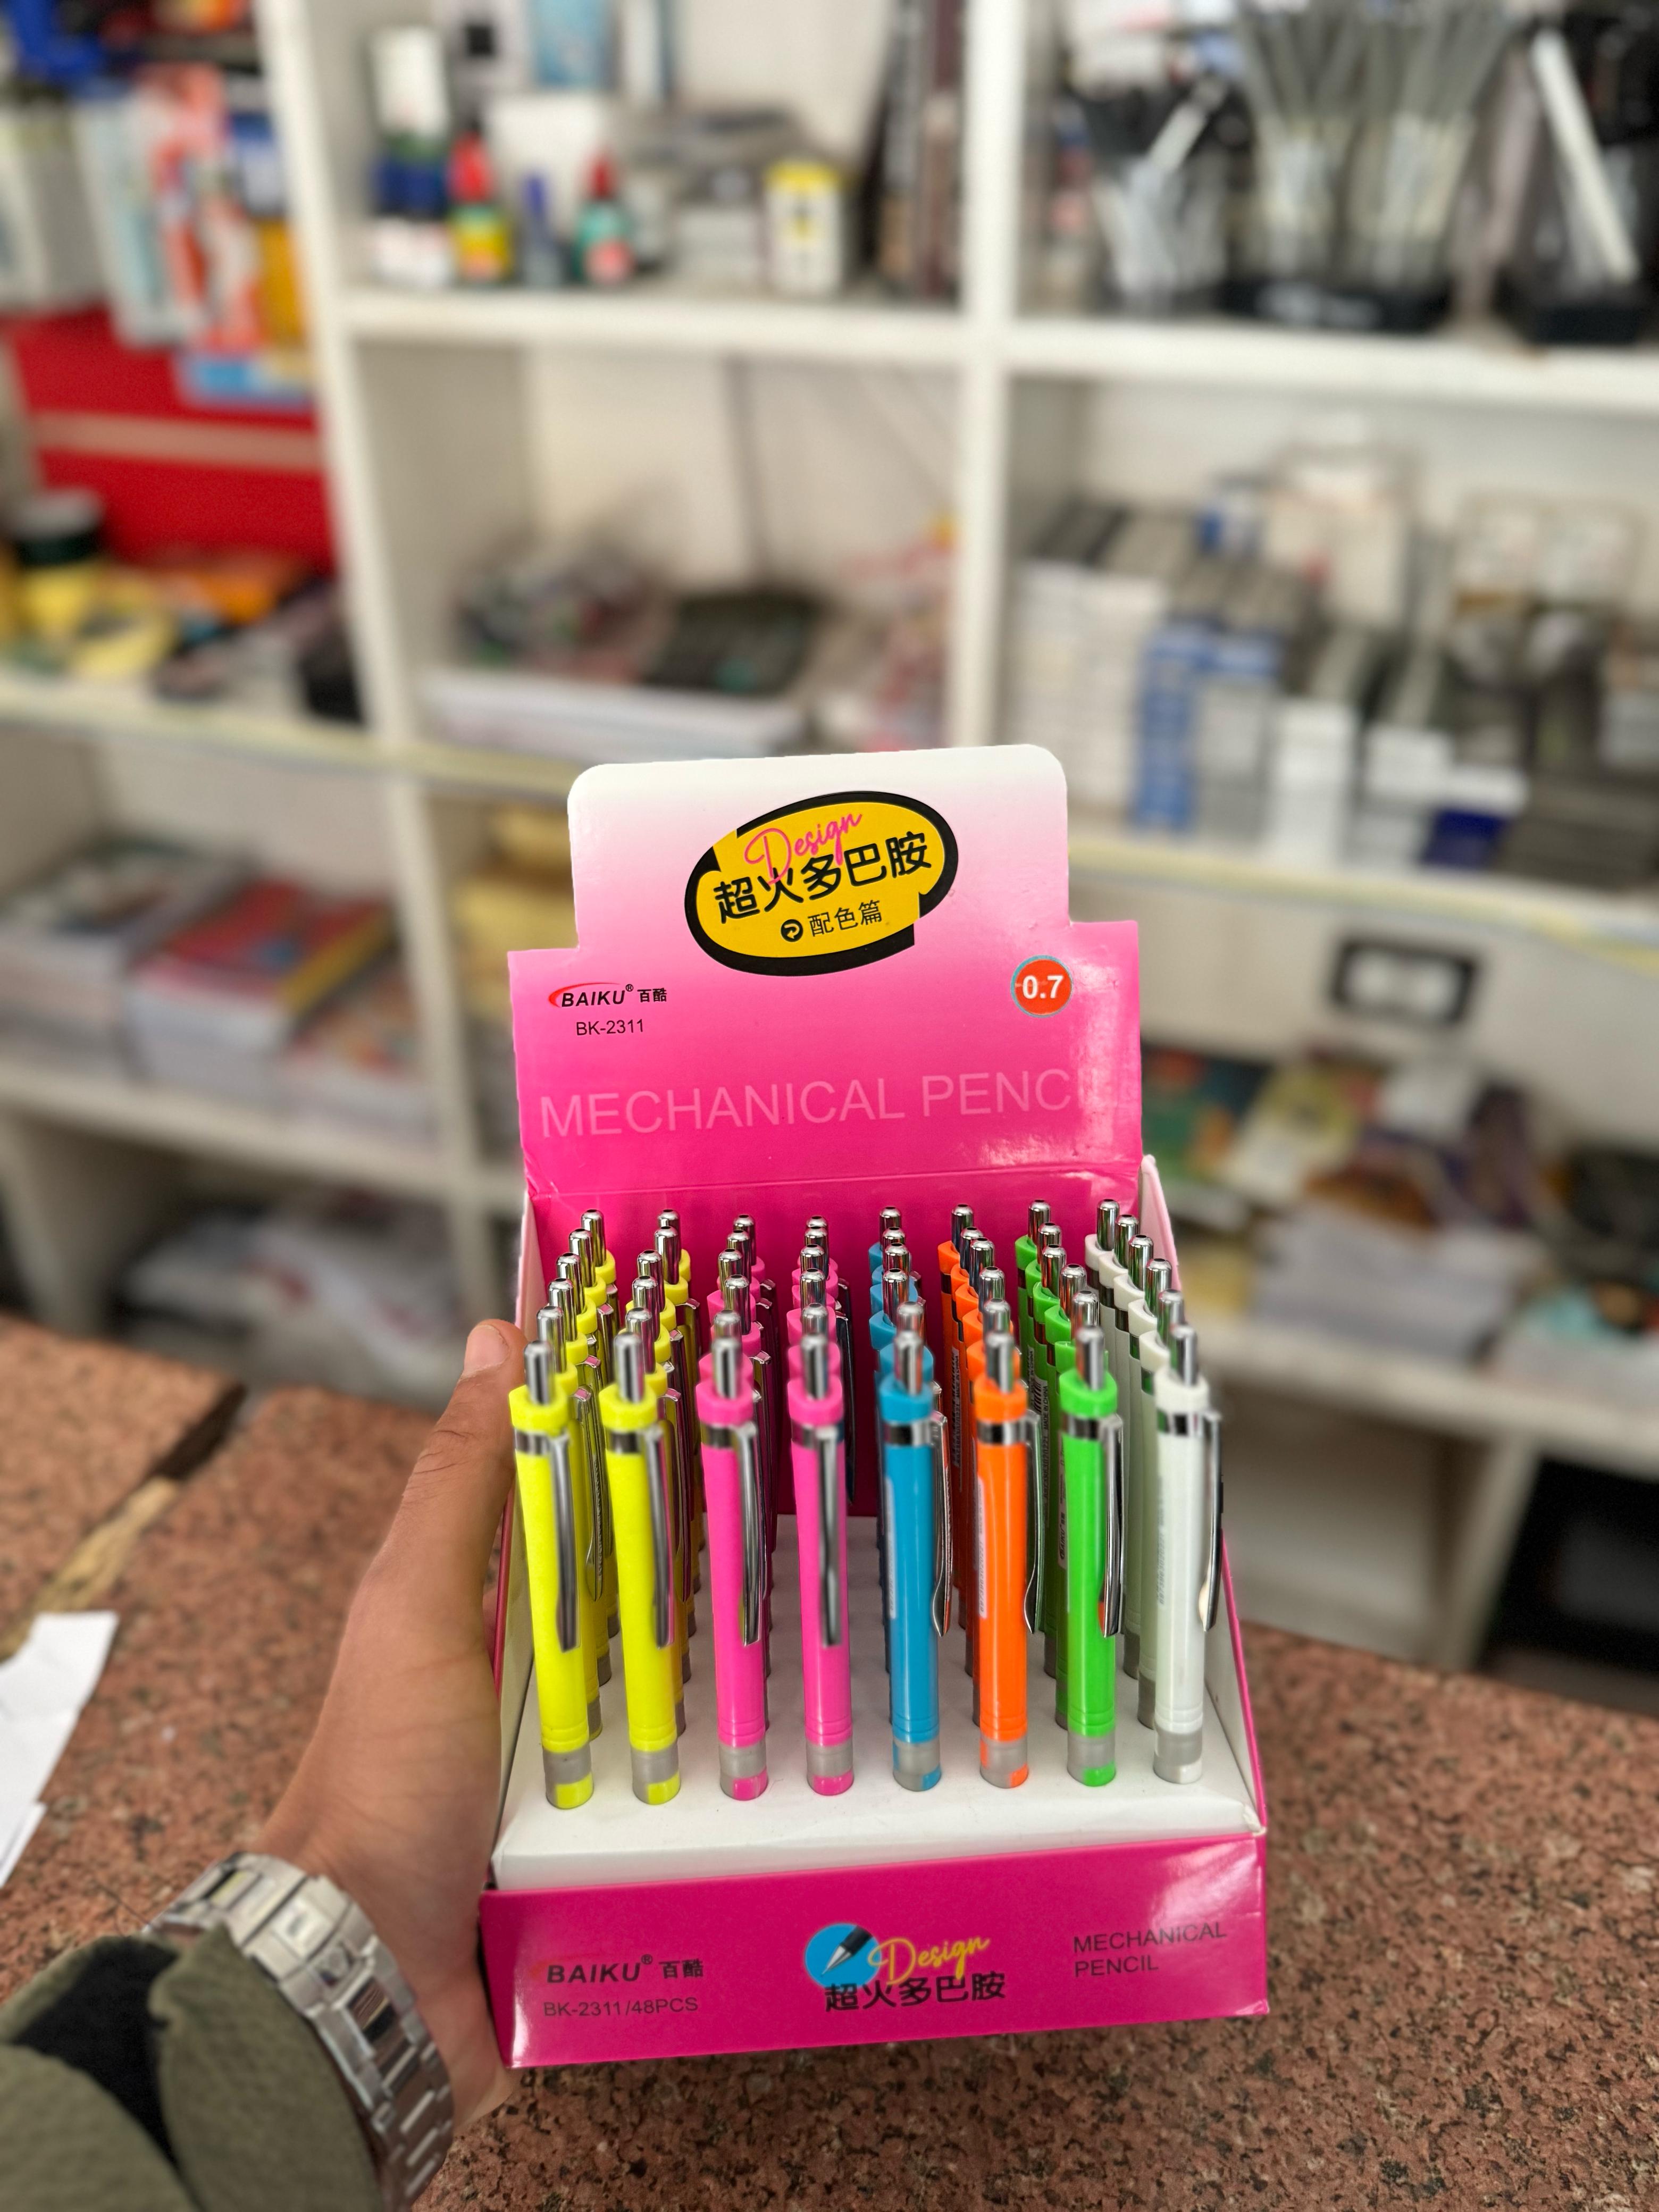 Design
超火多巴胺
配色篇
BAIKU® 百酷
0.7
BK-2311
MECHANICAL PENCIL
BAIKU® 百酷
BK-2311/48PCS
Design
超火多巴胺
MECHANICAL
PENCIL